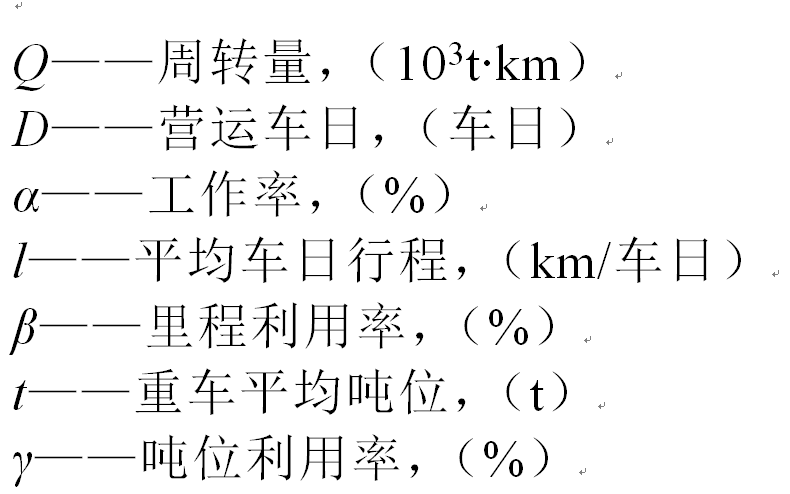 Q——周转量，（10³t·km）
D——营运车日，（车日）
α——工作率，（%）
l——平均车日行程，（km/车日）
β——里程利用率，（%）
t——重车平均吨位，（t）
γ——吨位利用率，（%）